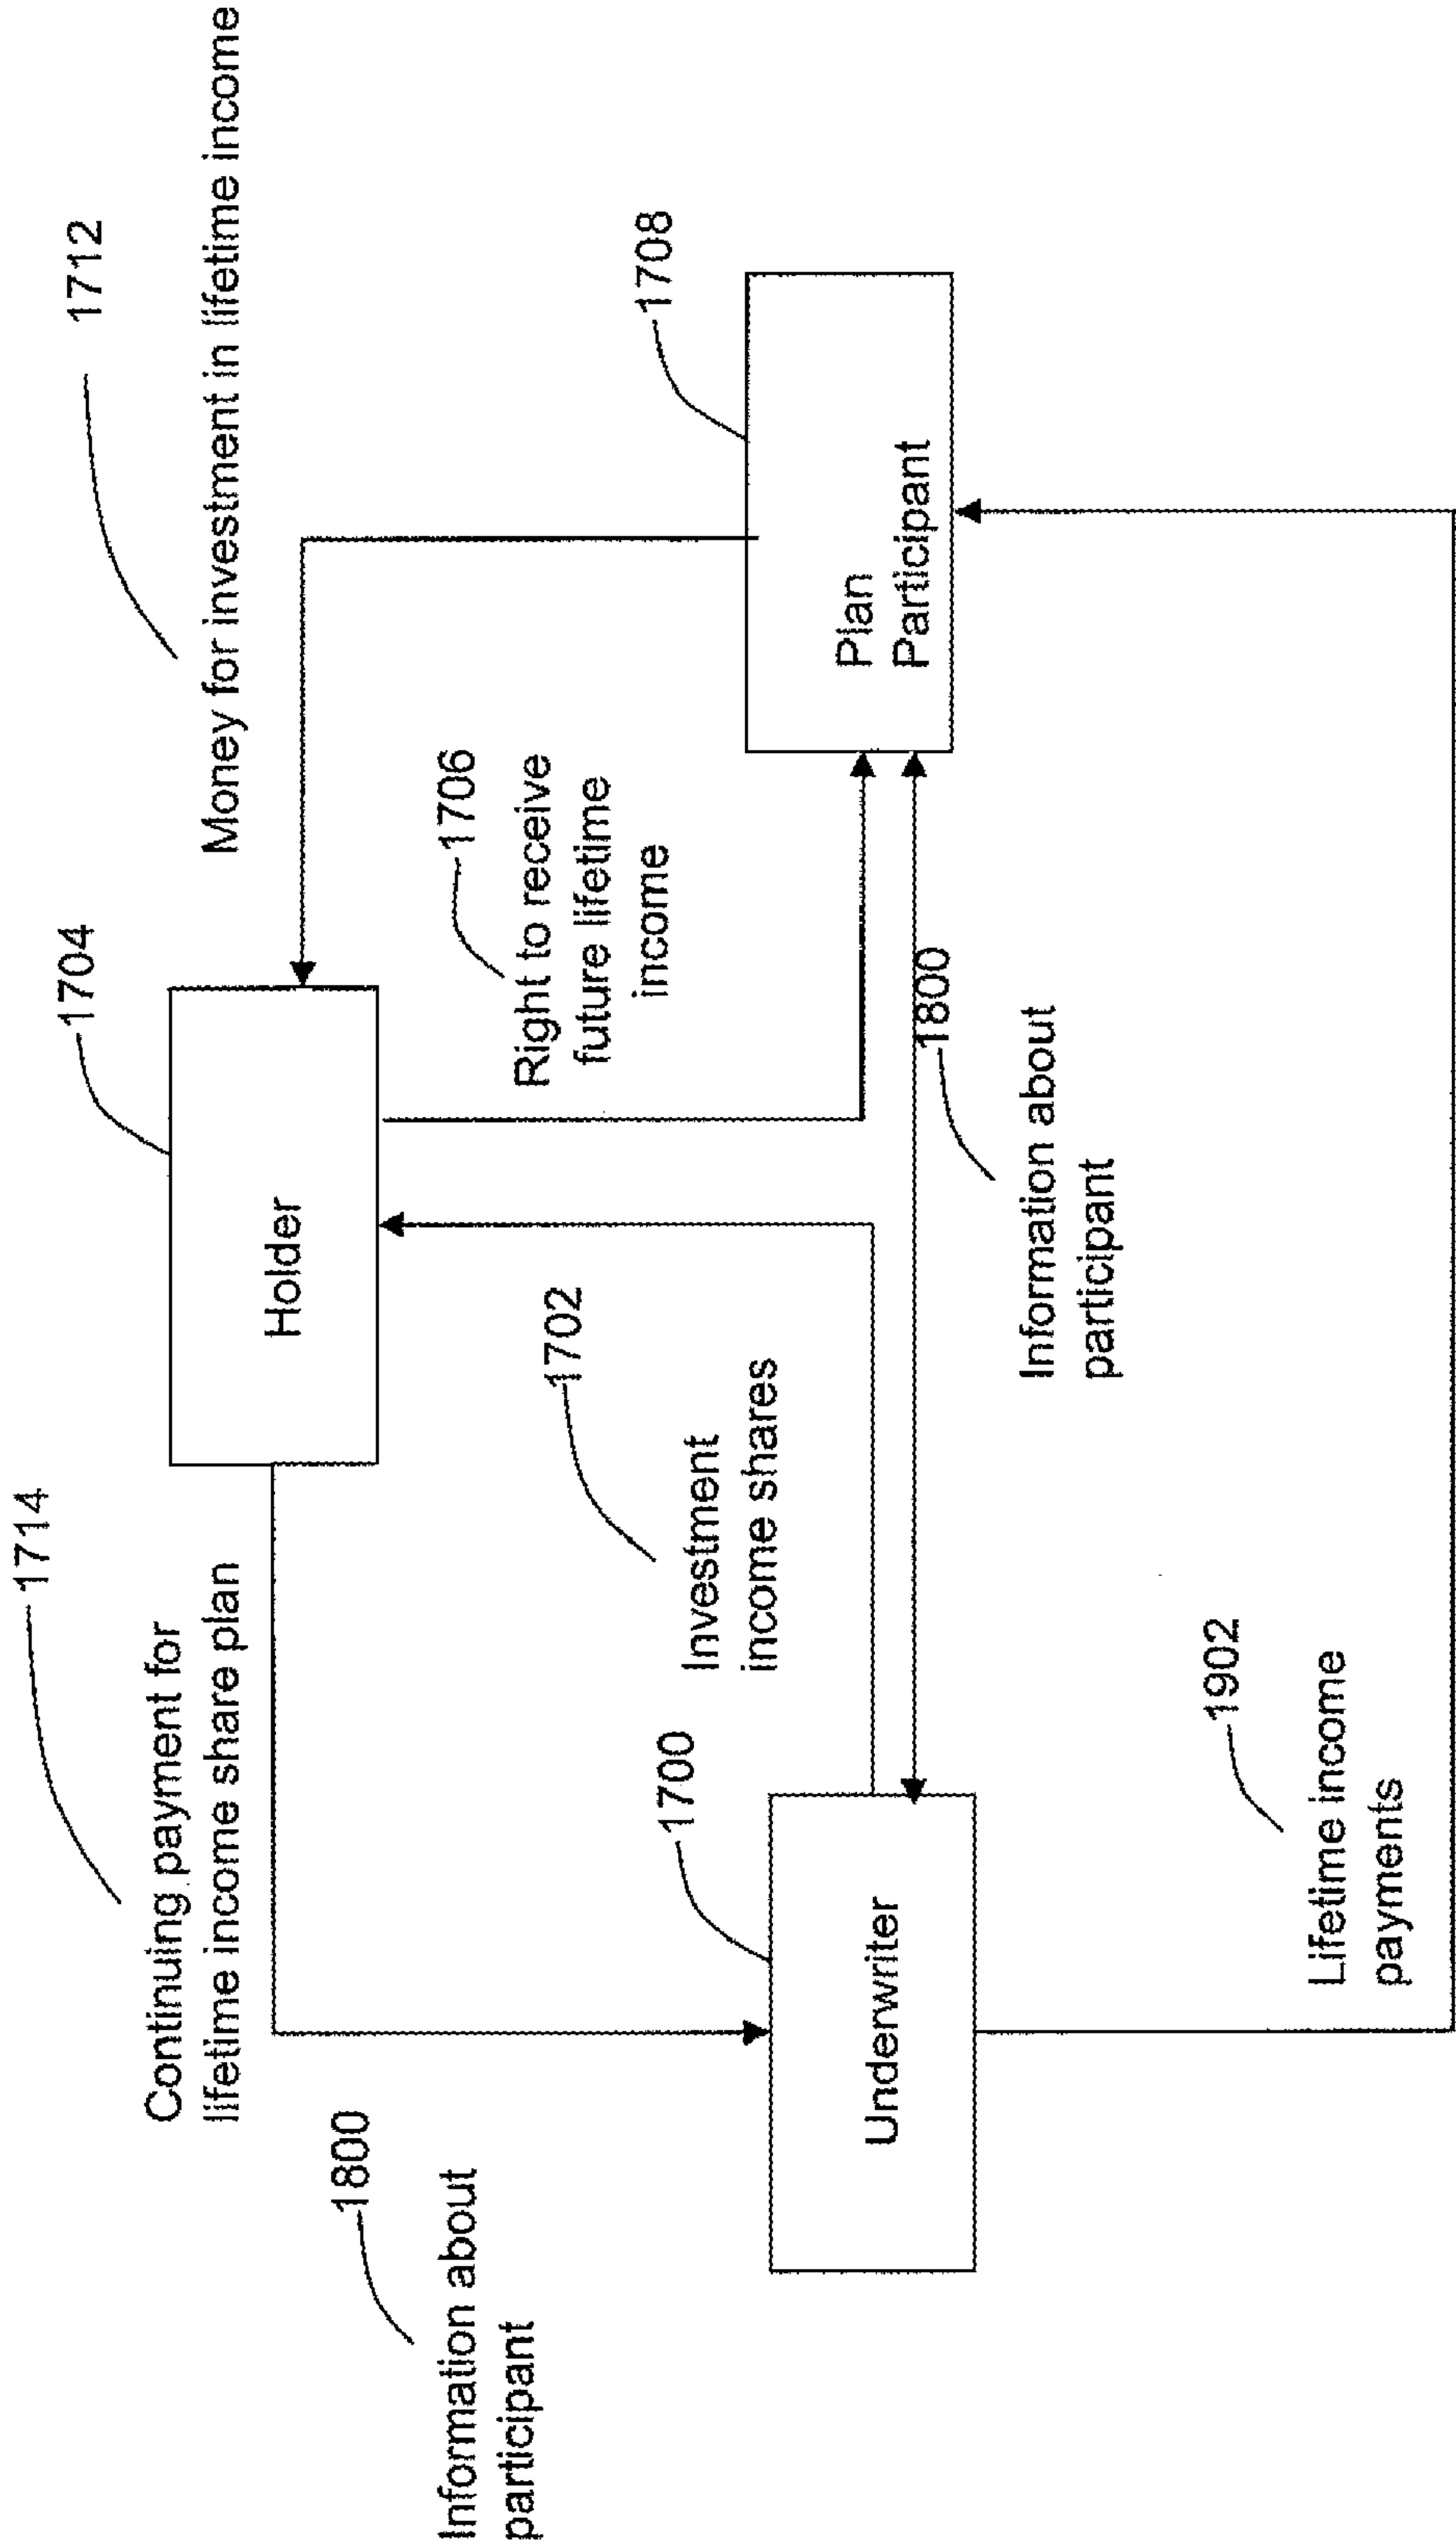 1712
Money for investment in lifetime income
1714
Continuing payment for
lifetime income share plan
1704
Holder
1706
Right to receive
future lifetime
income
1708
Plan
Participant
1800
Information about
participant
1702
Investment
income shares
1700
Underwriter
1800
Information about
participant
1902
Lifetime income
payments